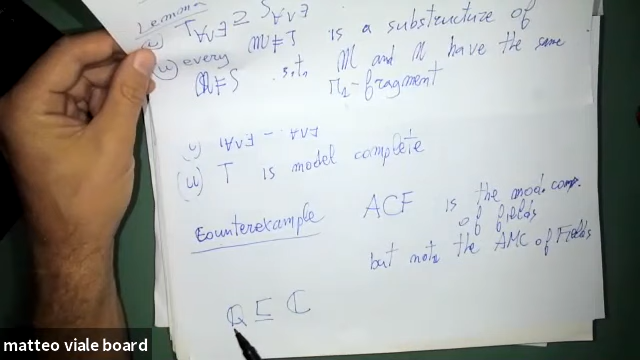 Lemma
i) T∀∨∃ ⊆ S∀∨∃
ii) every M ⊨ T is a substructure of
N ⊨ S s.t. M and N have the same
Π₁-fragment
(ii) T is model complete
Counterexample ACF is the mod. comp.
of fields
but not the AMC of Fields
Q ⊆ ℂ
matteo viale board